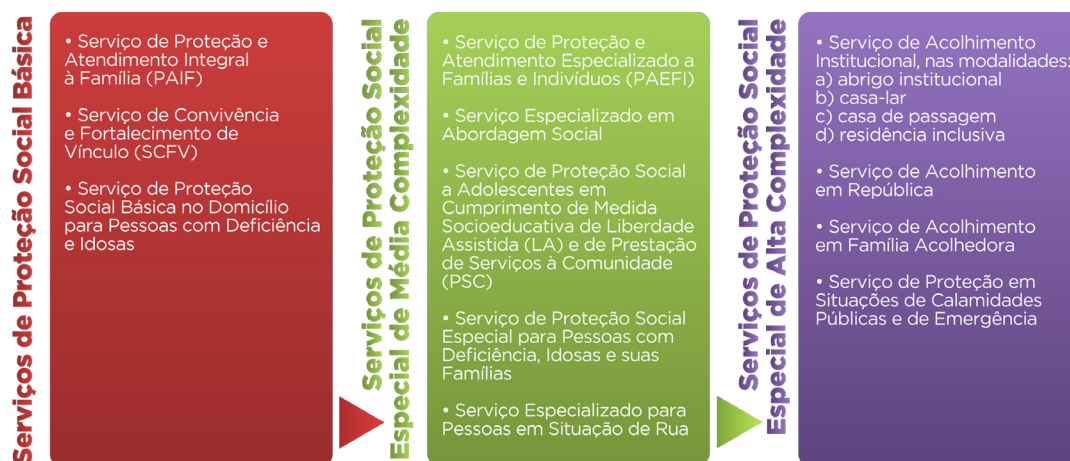 Serviços de Proteção Social Básica
• Serviço de Proteção e
Atendimento Integral
à Família (PAIF)
• Serviço de Convivência
e Fortalecimento de
Vínculo (SCFV)
• Serviço de Proteção
Social Básica no Domicílio
para Pessoas com Deficiência
e Idosas
Serviços de Proteção Social
Especial de Média Complexidade
• Serviço de Proteção e
Atendimento Especializado a
Famílias e Indivíduos (PAEFI)
• Serviço Especializado em
Abordagem Social
• Serviço de Proteção Social
a Adolescentes em
Cumprimento de Medida
Socioeducativa de Liberdade
Assistida (LA) e de Prestação
de Serviços à Comunidade
(PSC)
• Serviço de Proteção Social
Especial para Pessoas com
Deficiência, Idosas e suas
Famílias
• Serviço Especializado para
Pessoas em Situação de Rua
Serviços de Proteção Social
Especial de Alta Complexidade
• Serviço de Acolhimento
Institucional, nas modalidades:
a) abrigo institucional
b) casa-lar
c) casa de passagem
d) residência inclusiva
• Serviço de Acolhimento
em República
• Serviço de Acolhimento
em Família Acolhedora
• Serviço de Proteção em
Situações de Calamidades
Públicas e de Emergência